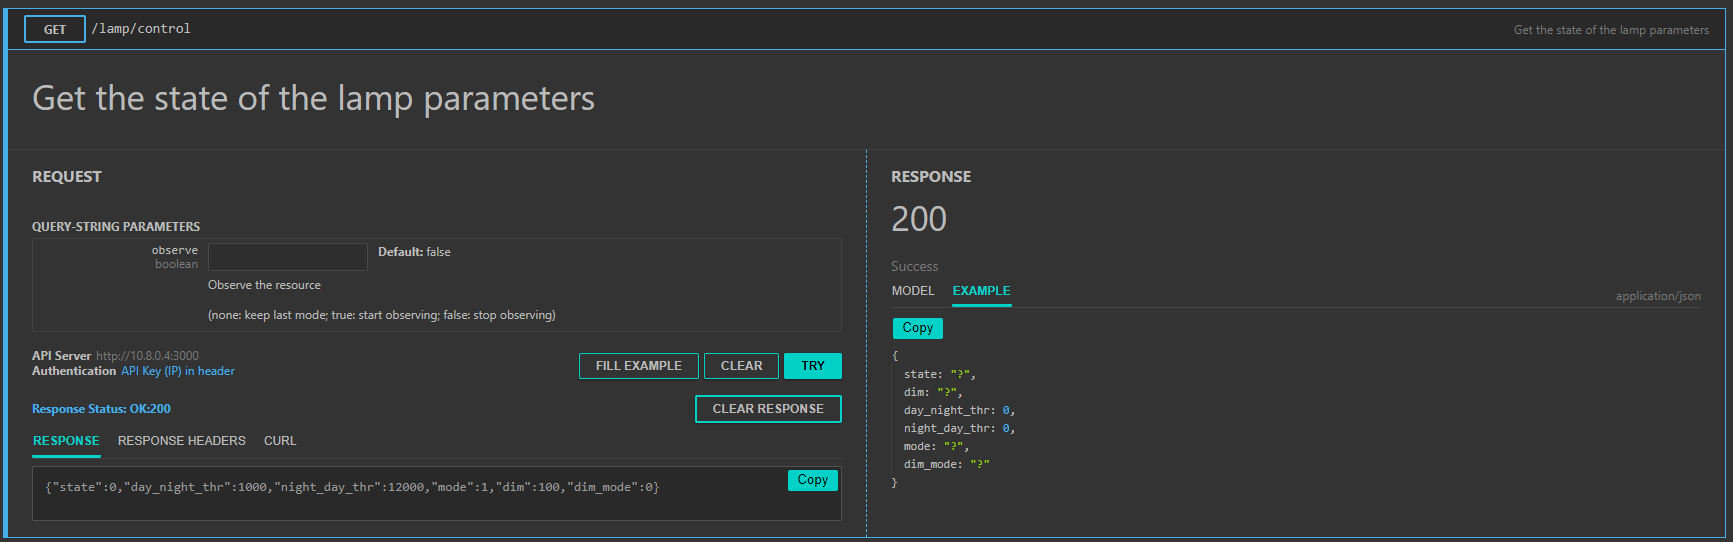 GET /lamp/control Get the state of the lamp parameters
Get the state of the lamp parameters
REQUEST
QUERY-STRING PARAMETERS
observe Default: false
boolean
Observe the resource
(none: keep last mode; true: start observing; false: stop observing)
API Server http://10.8.0.4:3000
Authentication API Key (IP) in header
FILL EXAMPLE CLEAR TRY
Response Status: OK:200 CLEAR RESPONSE
RESPONSE RESPONSE HEADERS CURL
Copy
{"state":0,"day_night_thr":1000,"night_day_thr":12000,"mode":1,"dim":100,"dim_mode":0}
RESPONSE
200
Success
MODEL EXAMPLE application/json
Copy
{
state: "?",
dim: "?",
day_night_thr: 0,
night_day_thr: 0,
mode: "?",
dim_mode: "?"
}